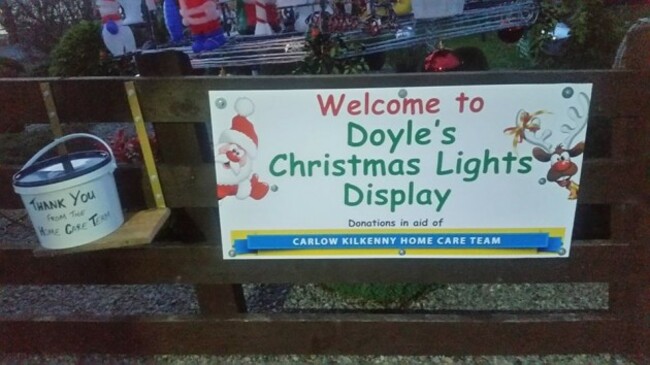 Welcome to
Doyle's
Christmas Lights
Display
Donations in aid of
CARLOW KILKENNY HOME CARE TEAM
THANK YOU
FROM THE
HOME CARE TEAM